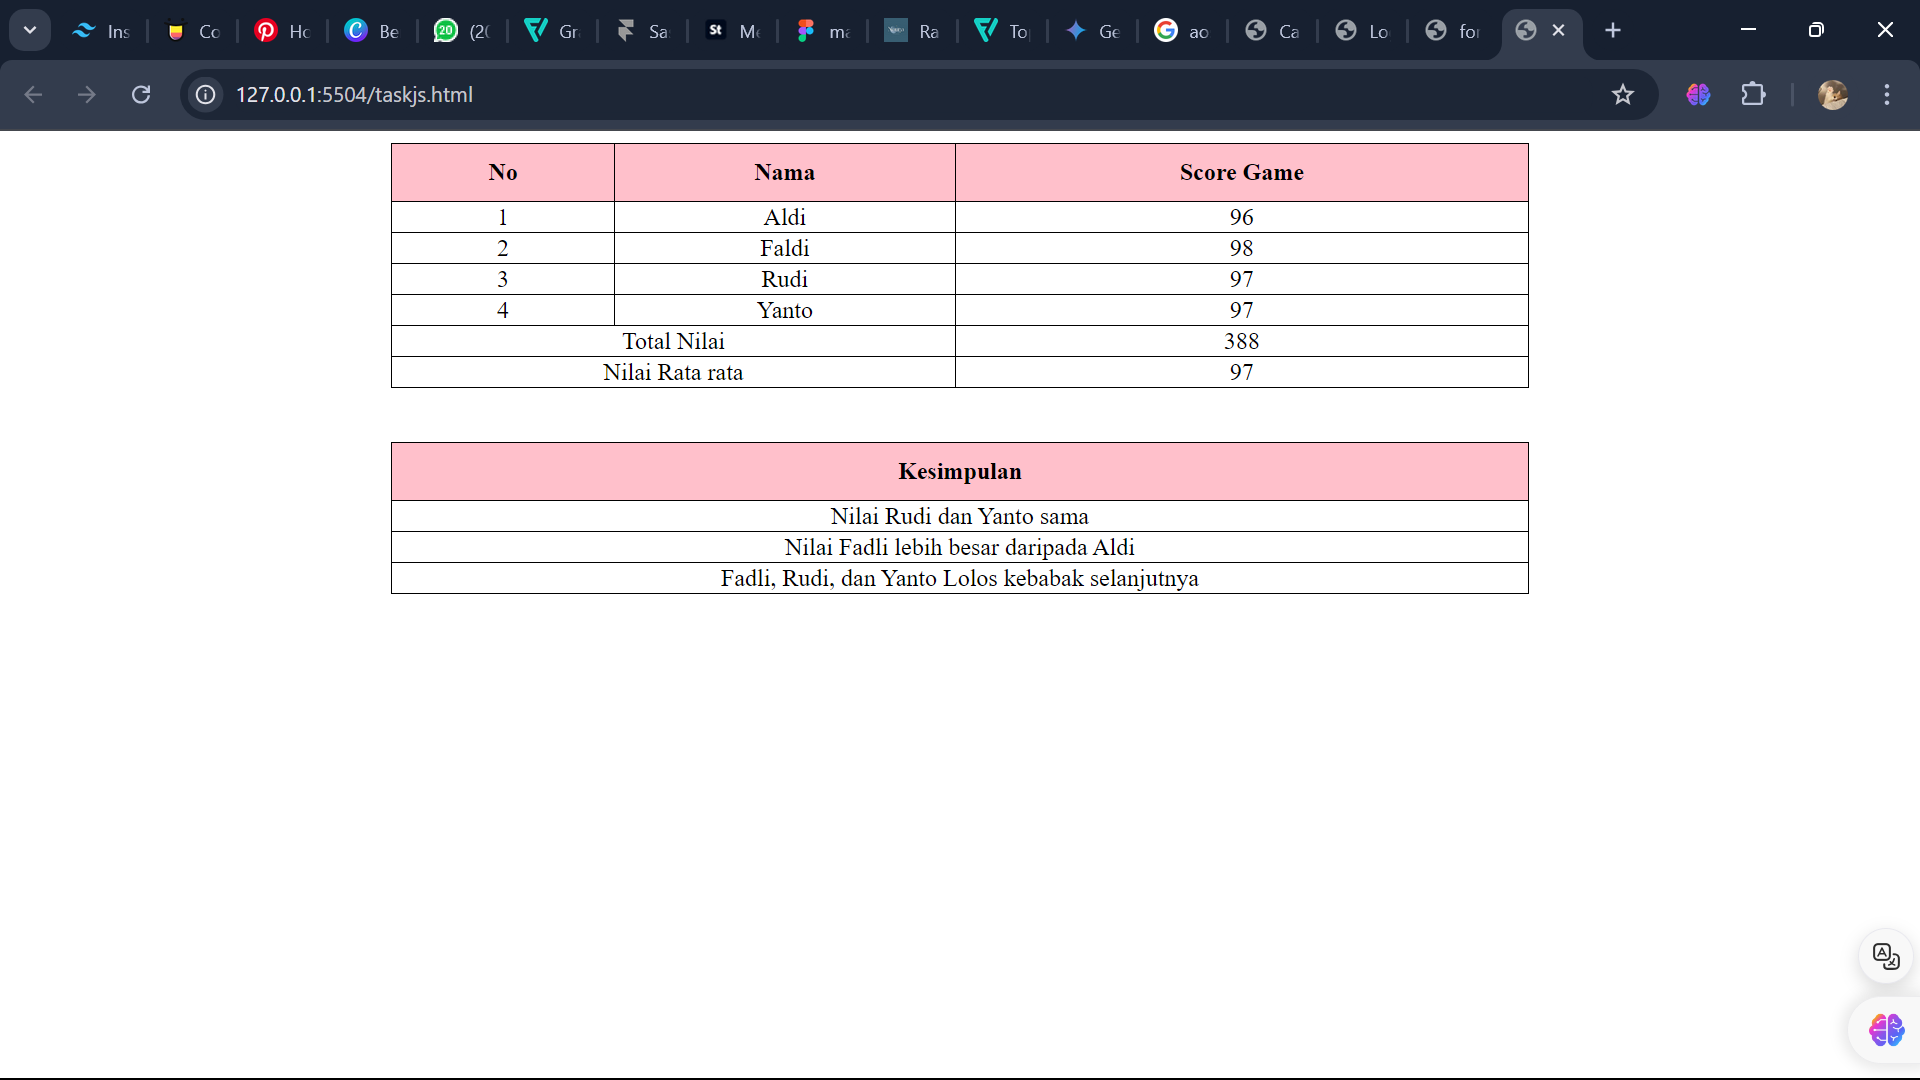 Ins
Co
Ho
Be
20
(20
Gr
Sa
St
Me
ma
Ra
To
Ge
ao
Ca
Lo
for
127.0.0.1:5504/taskjs.html
No Nama Score Game
1 Aldi 96
2 Faldi 98
3 Rudi 97
4 Yanto 97
Total Nilai 388
Nilai Rata rata 97
Kesimpulan
Nilai Rudi dan Yanto sama
Nilai Fadli lebih besar daripada Aldi
Fadli, Rudi, dan Yanto Lolos kebabak selanjutnya